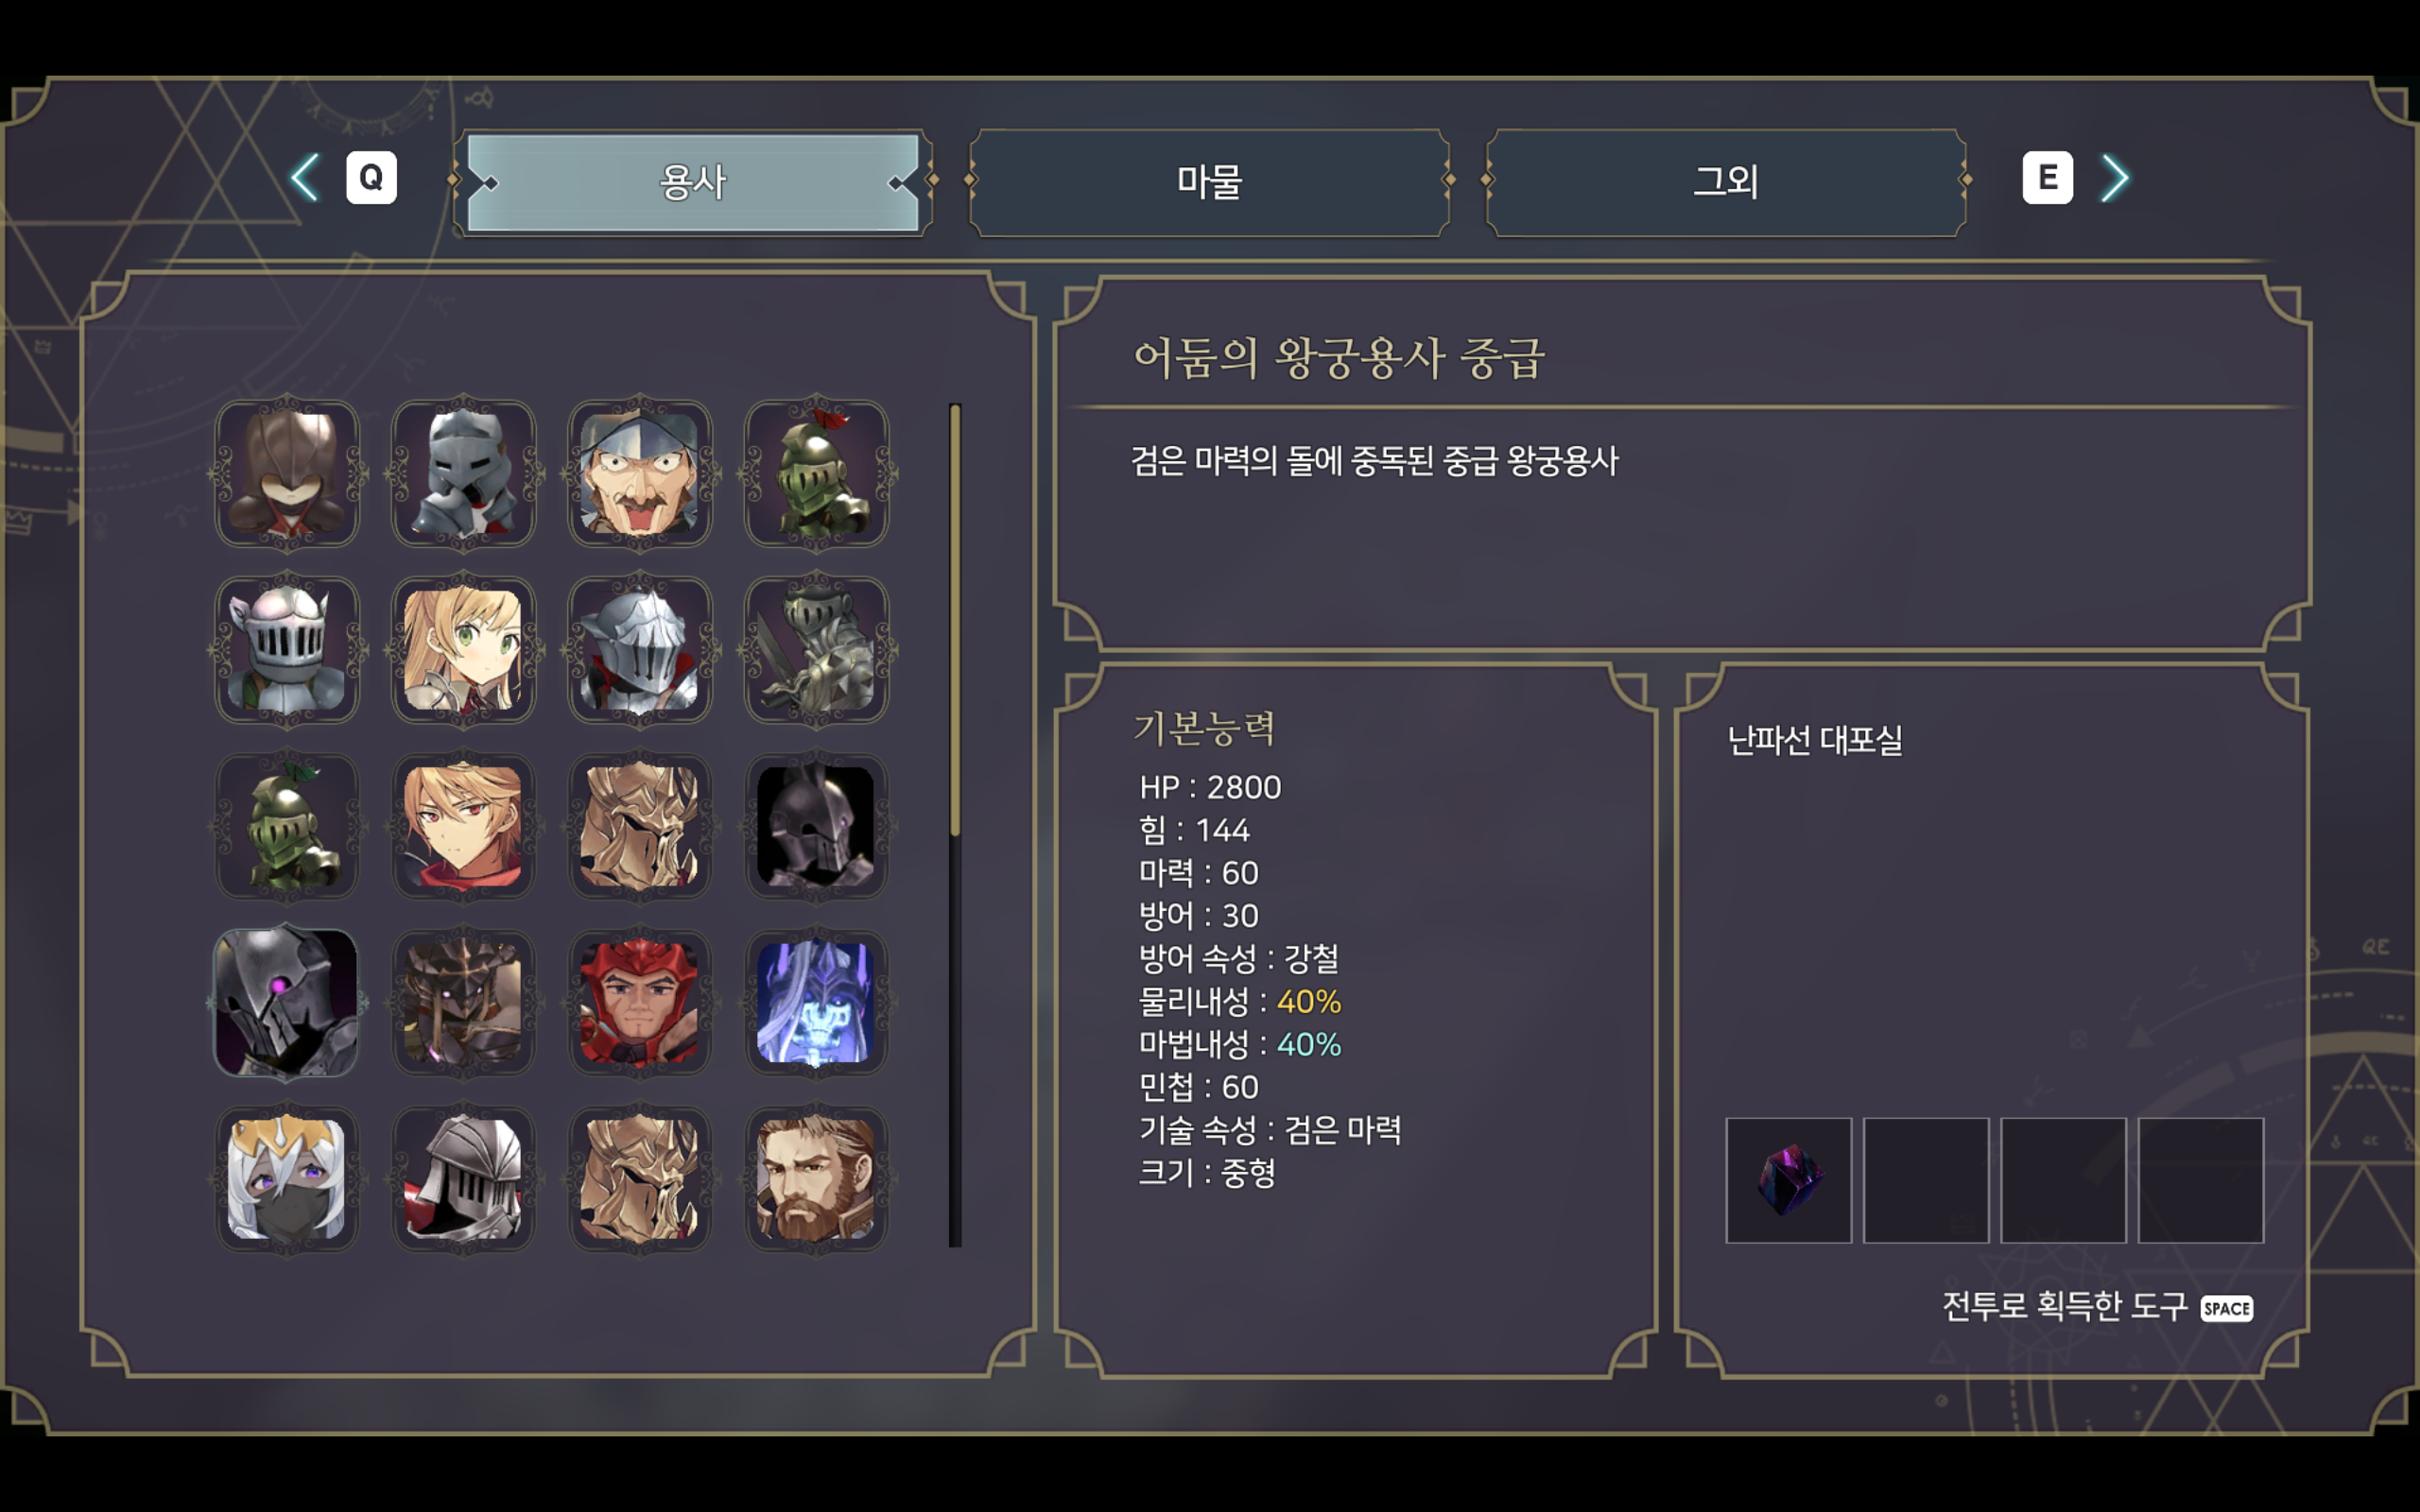 Q
용사
마물
그외
E
어둠의 왕궁용사 중급
검은 마력의 돌에 중독된 중급 왕궁용사
기본능력
HP : 2800
힘 : 144
마력 : 60
방어 : 30
방어 속성 : 강철
물리내성 : 40%
마법내성 : 40%
민첩 : 60
기술 속성 : 검은 마력
크기 : 중형
난파선 대포실
전투로 획득한 도구 SPACE